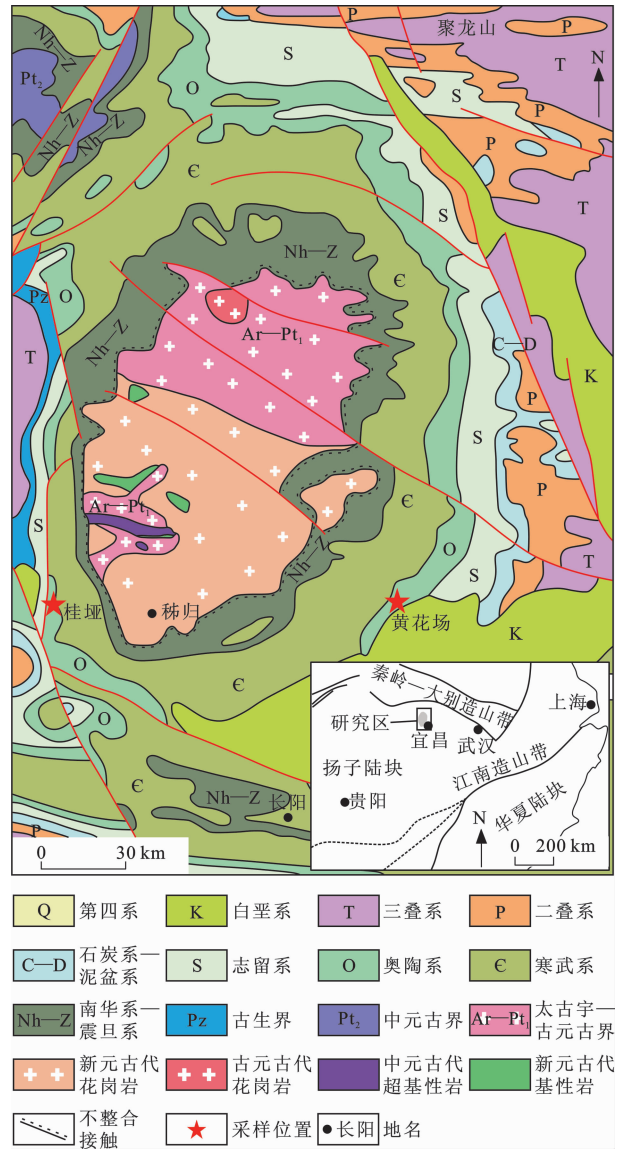 P
P
聚龙山
Nh—Z
S
T
N
Pt₂
O
S
P
Nh—Z
Nh—Z
P
Є
T
S
Nh—Z
Є
Pz
O
S
Ar—Pt₁
C—D
Nh—Z
T
P
K
S
Ar—Pt₁
P
Є
S
O
T
Nh—Z
S
桂垭
秭归
黄花场
K
O
Є
O
上海
秦岭—大别造山带
研究区
宜昌
武汉
扬子陆块
江南造山带
Є
Nh—Z
长阳
贵阳
华夏陆块
P
N
0 30 km
0 200 km
Q 第四系 K 白垩系 T 三叠系 P 二叠系
C—D 石炭系—泥盆系 S 志留系 O 奥陶系 Є 寒武系
Nh—Z 南华系—震旦系 Pz 古生界 Pt₂ 中元古界 Ar—Pt₁ 太古宇—古元古界
新元古代花岗岩 古元古代花岗岩 中元古代超基性岩 新元古代基性岩
不整合接触 采样位置 长阳 地名